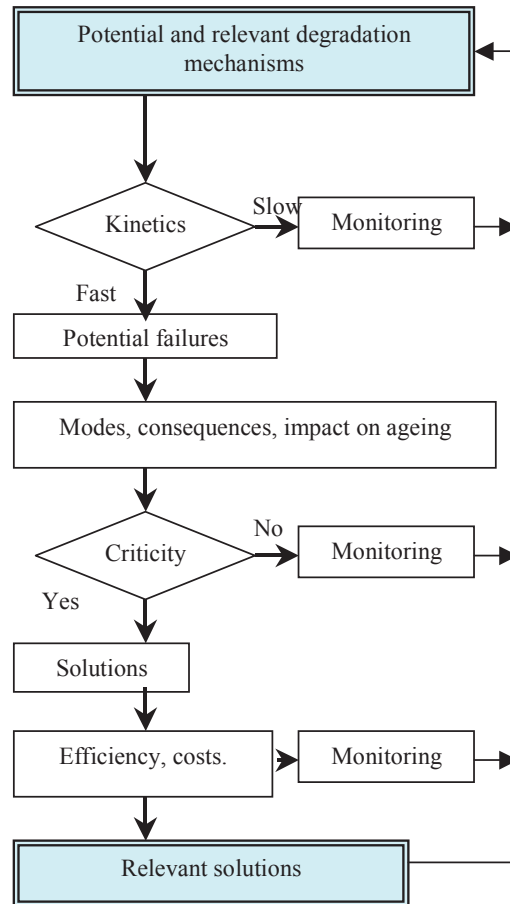 Potential and relevant degradation
mechanisms
Kinetics
Slow
Monitoring
Fast
Potential failures
Modes, consequences, impact on ageing
Criticity
No
Monitoring
Yes
Solutions
Efficiency, costs.
Monitoring
Relevant solutions